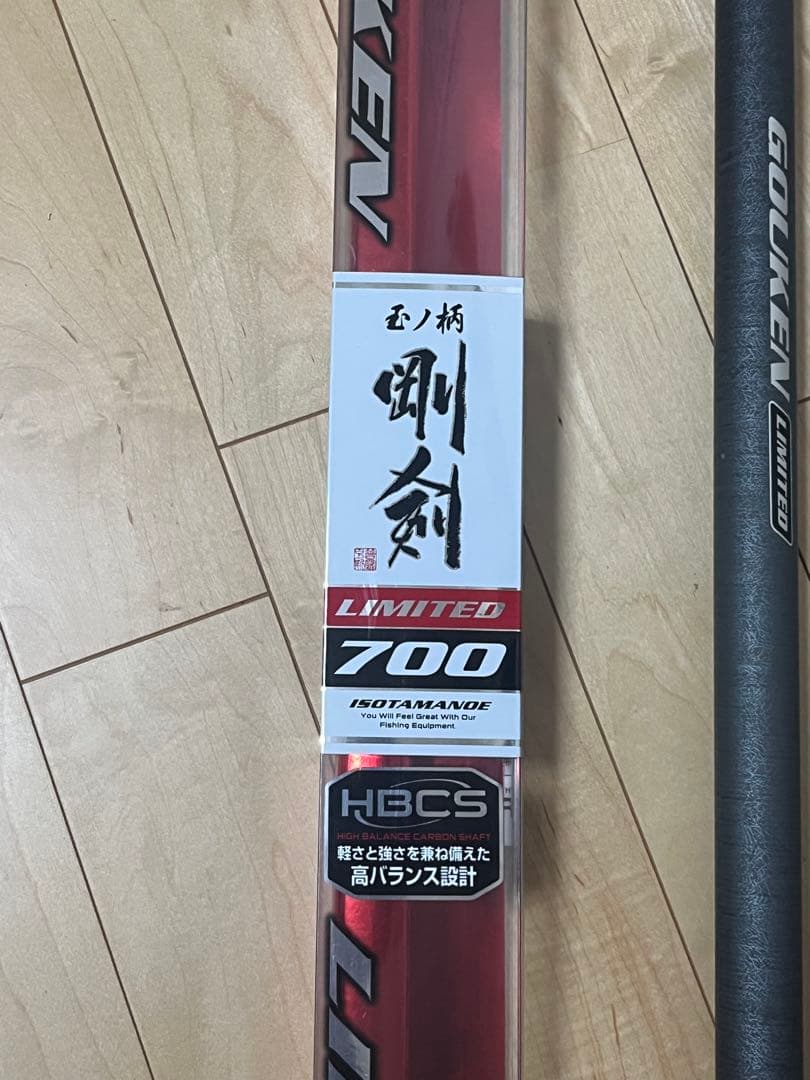 KEN
玉ノ柄
剛剣
LIMITED
700
ISOTAMANOE
You Will Feel Great With Our
Fishing Equipment.
HBCS
HIGH BALANCE CARBON SHAFT
軽さと強さを兼ね備えた
高バランス設計
LI
GOUKEN
LIMITED